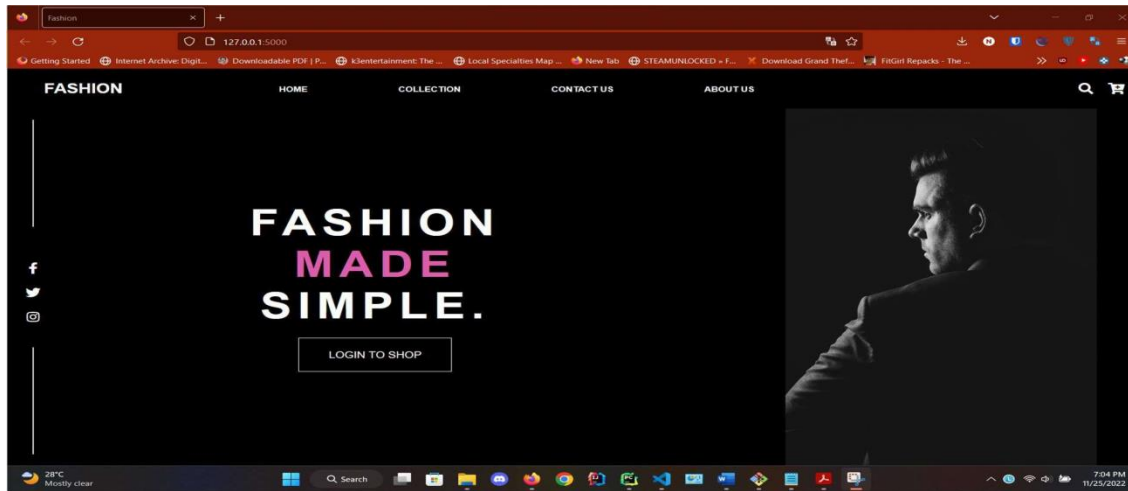 Fashion
127.0.0.1:5000
Getting Started Internet Archive: Digit... Downloadable PDF | P... k3entertainment: The ... Local Specialties Map ... New Tab STEAMUNLOCKED » F... Download Grand Thef... FitGirl Repacks - The ...
FASHION HOME COLLECTION CONTACT US ABOUT US
FASHION
MADE
SIMPLE.
LOGIN TO SHOP
28°C
Mostly clear
Search
7:04 PM
11/25/2022